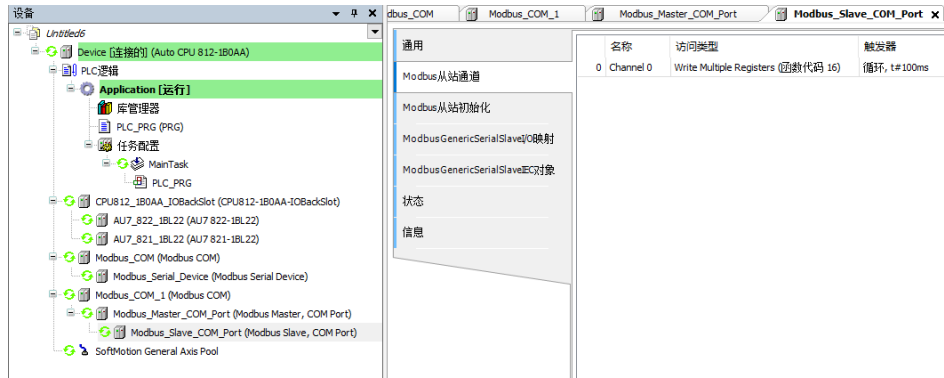 设备
Untitled6
Device [连接的] (Auto CPU 812-1B0AA)
PLC逻辑
Application [运行]
库管理器
PLC_PRG (PRG)
任务配置
MainTask
PLC_PRG
CPU812_1B0AA_IOBackSlot (CPU812-1B0AA-IOBackSlot)
AU7_822_1BL22 (AU7 822-1BL22)
AU7_821_1BL22 (AU7 821-1BL22)
Modbus_COM (Modbus COM)
Modbus_Serial_Device (Modbus Serial Device)
Modbus_COM_1 (Modbus COM)
Modbus_Master_COM_Port (Modbus Master, COM Port)
Modbus_Slave_COM_Port (Modbus Slave, COM Port)
SoftMotion General Axis Pool
dbus_COM Modbus_COM_1 Modbus_Master_COM_Port Modbus_Slave_COM_Port
通用
Modbus从站通道
Modbus从站初始化
ModbusGenericSerialSlaveI/O映射
ModbusGenericSerialSlaveIEC对象
状态
信息
名称 访问类型 触发器
0 Channel 0 Write Multiple Registers (函数代码 16) 循环, t#100ms